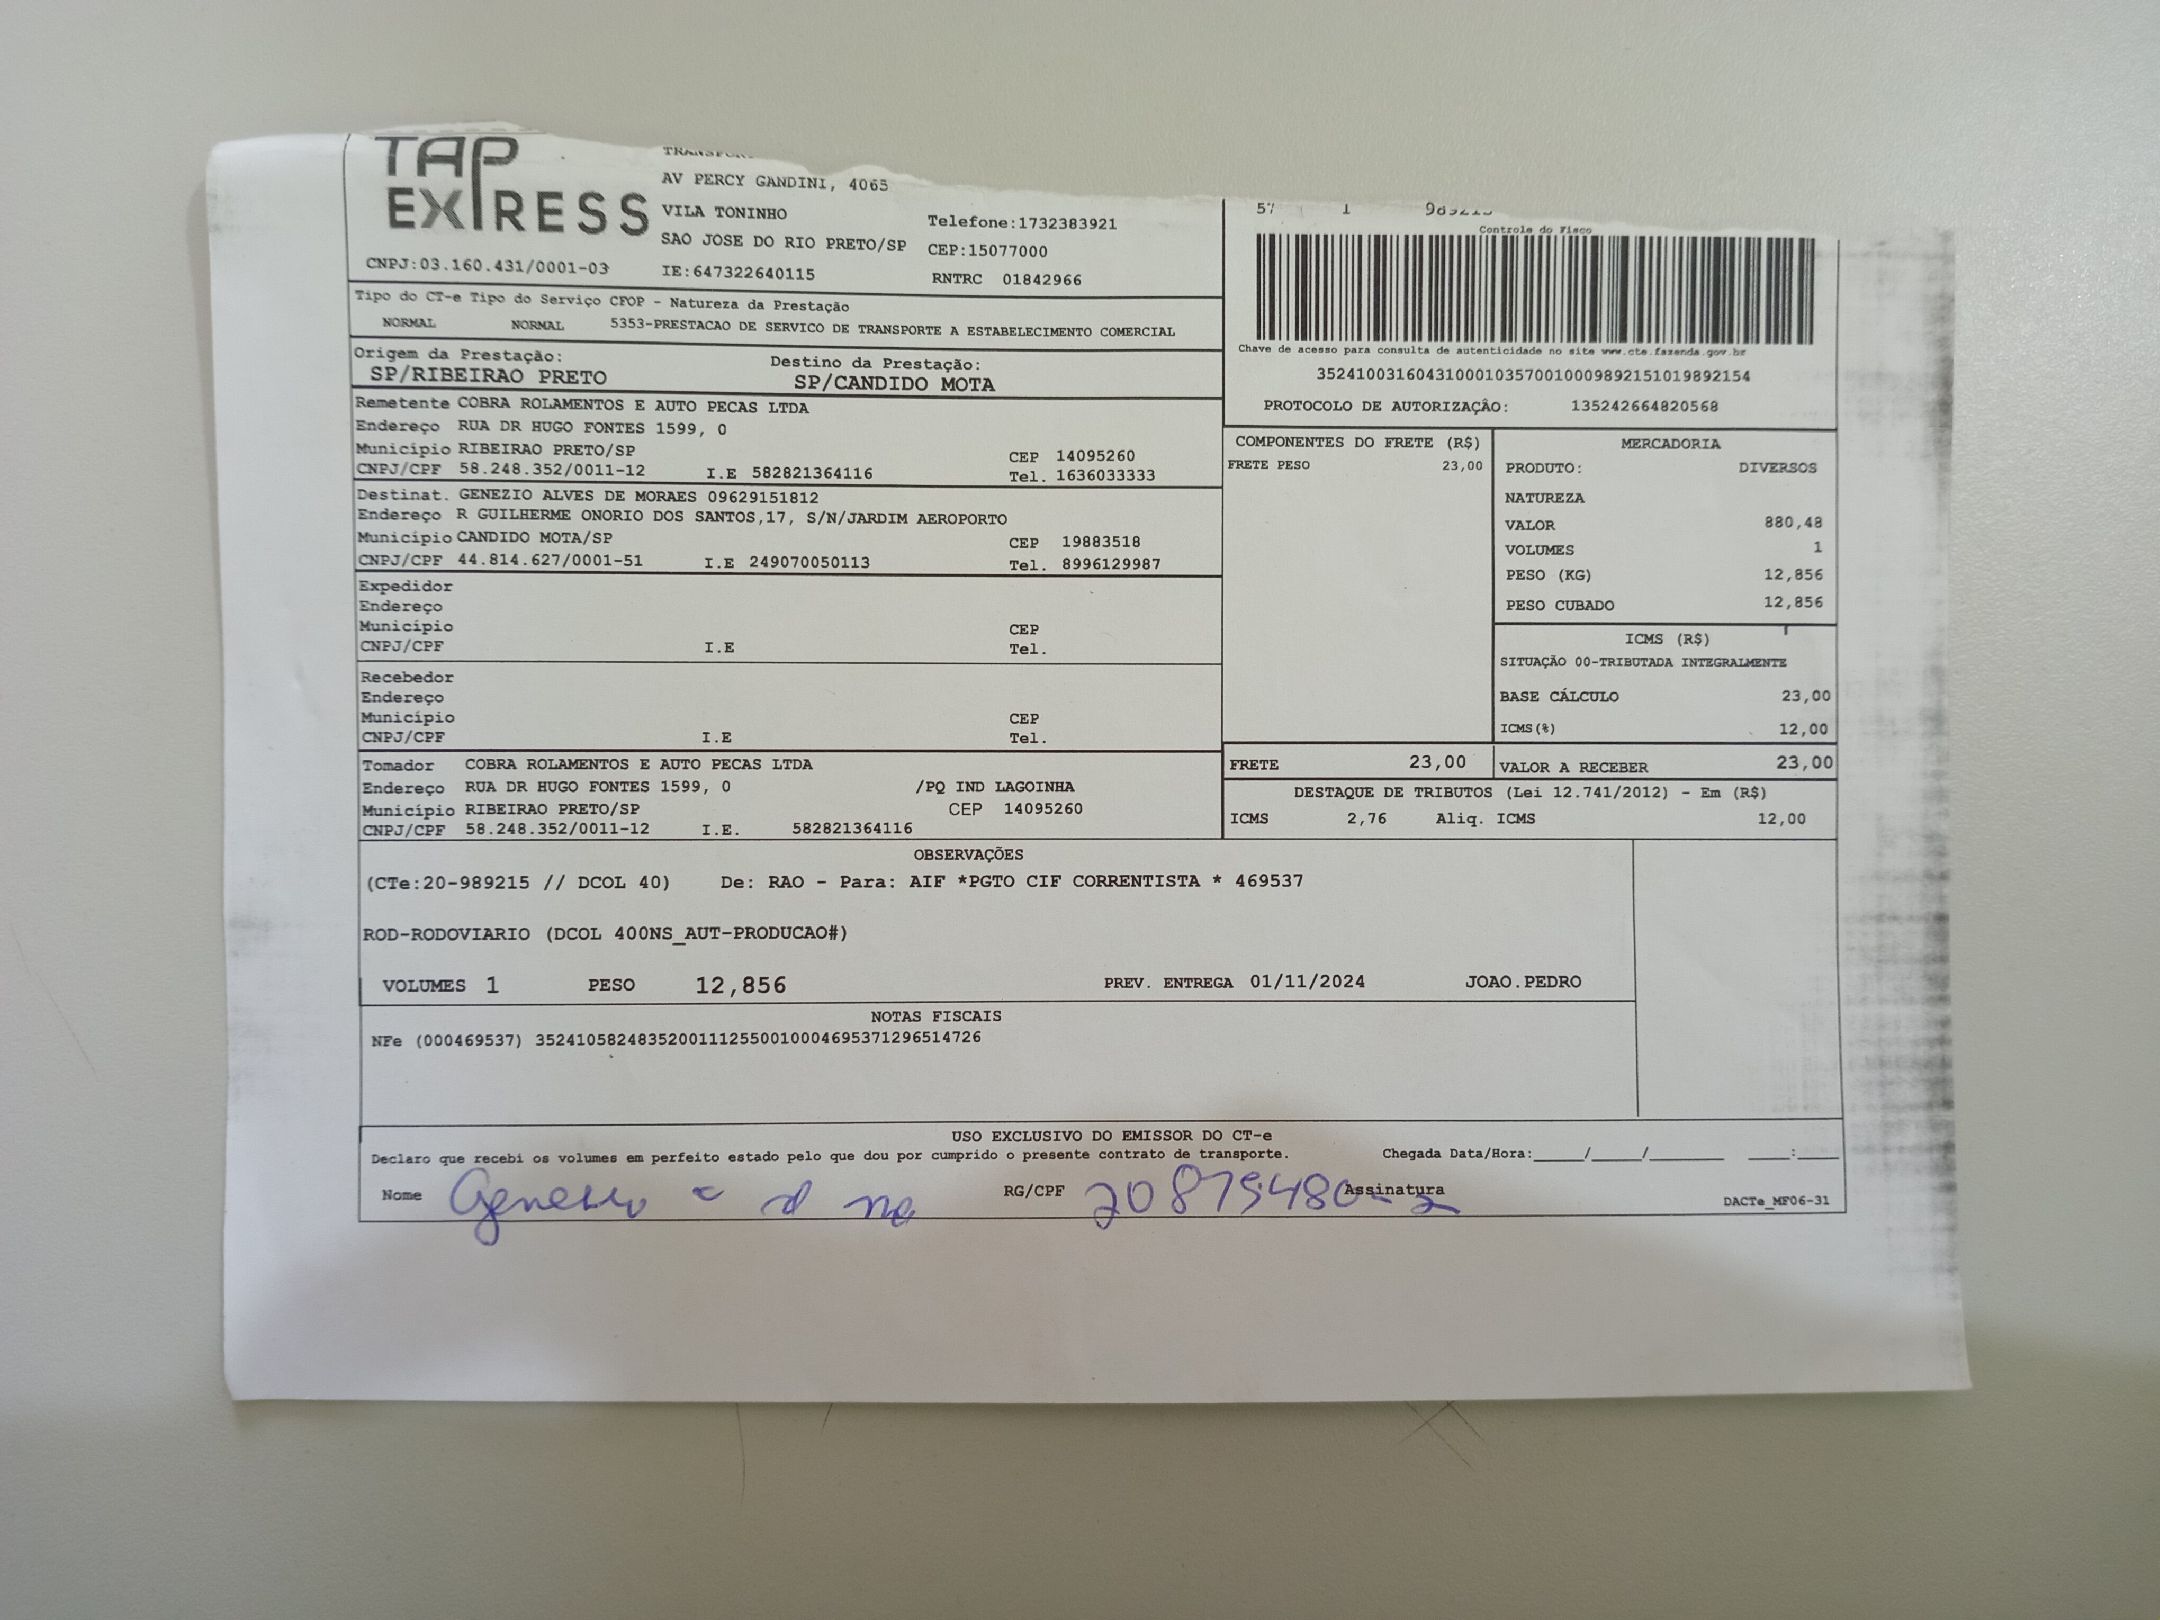 TAP
EXPRESS
AV PERCY GANDINI, 4065
VILA TONINHO
SAO JOSE DO RIO PRETO/SP
Telefone:1732383921
CEP:15077000
CNPJ:03.160.431/0001-03
IE:647322640115
RNTRC 01842966
57 1
Controle do Fisco
Tipo do CT-e Tipo do Serviço CFOP - Natureza da Prestação
NORMAL NORMAL 5353-PRESTACAO DE SERVICO DE TRANSPORTE A ESTABELECIMENTO COMERCIAL
Chave de acesso para consulta de autenticidade no site www.cte.fazenda.gov.br
35241003160431000103570010009892151019892154
PROTOCOLO DE AUTORIZAÇÂO: 135242664820568
Origem da Prestação:
SP/RIBEIRAO PRETO
Destino da Prestação:
SP/CANDIDO MOTA
Remetente COBRA ROLAMENTOS E AUTO PECAS LTDA
Endereço RUA DR HUGO FONTES 1599, 0
Município RIBEIRAO PRETO/SP CEP 14095260
CNPJ/CPF 58.248.352/0011-12 I.E 582821364116 Tel. 1636033333
Destinat. GENEZIO ALVES DE MORAES 09629151812
Endereço R GUILHERME ONORIO DOS SANTOS,17, S/N/JARDIM AEROPORTO
Município CANDIDO MOTA/SP CEP 19883518
CNPJ/CPF 44.814.627/0001-51 I.E 249070050113 Tel. 8996129987
Expedidor
Endereço
Município CEP
CNPJ/CPF I.E Tel.
Recebedor
Endereço
Município CEP
CNPJ/CPF I.E Tel.
Tomador COBRA ROLAMENTOS E AUTO PECAS LTDA
Endereço RUA DR HUGO FONTES 1599, 0 /PQ IND LAGOINHA
Município RIBEIRAO PRETO/SP CEP 14095260
CNPJ/CPF 58.248.352/0011-12 I.E. 582821364116
COMPONENTES DO FRETE (R$)
FRETE PESO 23,00
MERCADORIA
PRODUTO: DIVERSOS
NATUREZA
VALOR 880,48
VOLUMES 1
PESO (KG) 12,856
PESO CUBADO 12,856
ICMS (R$)
SITUAÇÃO 00-TRIBUTADA INTEGRALMENTE
BASE CÁLCULO 23,00
ICMS(%) 12,00
FRETE 23,00 VALOR A RECEBER 23,00
DESTAQUE DE TRIBUTOS (Lei 12.741/2012) - Em (R$)
ICMS 2,76 Aliq. ICMS 12,00
OBSERVAÇÕES
(CTe:20-989215 // DCOL 40) De: RAO - Para: AIF *PGTO CIF CORRENTISTA * 469537
ROD-RODOVIARIO (DCOL 400NS_AUT-PRODUCAO#)
VOLUMES 1 PESO 12,856 PREV. ENTREGA 01/11/2024 JOAO.PEDRO
NOTAS FISCAIS
NFe (000469537) 35241058248352001112550010004695371296514726
USO EXCLUSIVO DO EMISSOR DO CT-e
Declaro que recebi os volumes em perfeito estado pelo que dou por cumprido o presente contrato de transporte. Chegada Data/Hora:_____/_____/________ ____:____
Nome RG/CPF 20879480-2 Assinatura
DACTe_MF06-31